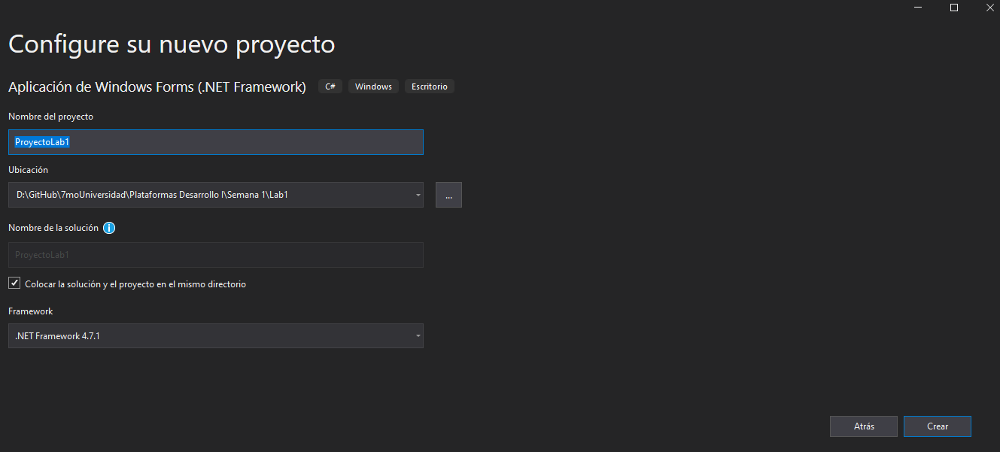 Configure su nuevo proyecto
Aplicación de Windows Forms (.NET Framework) C# Windows Escritorio
Nombre del proyecto
ProyectoLab1
Ubicación
D:\GitHub\7moUniversidad\Plataformas Desarrollo I\Semana 1\Lab1
...
Nombre de la solución
ProyectoLab1
Colocar la solución y el proyecto en el mismo directorio
Framework
.NET Framework 4.7.1
Atrás Crear